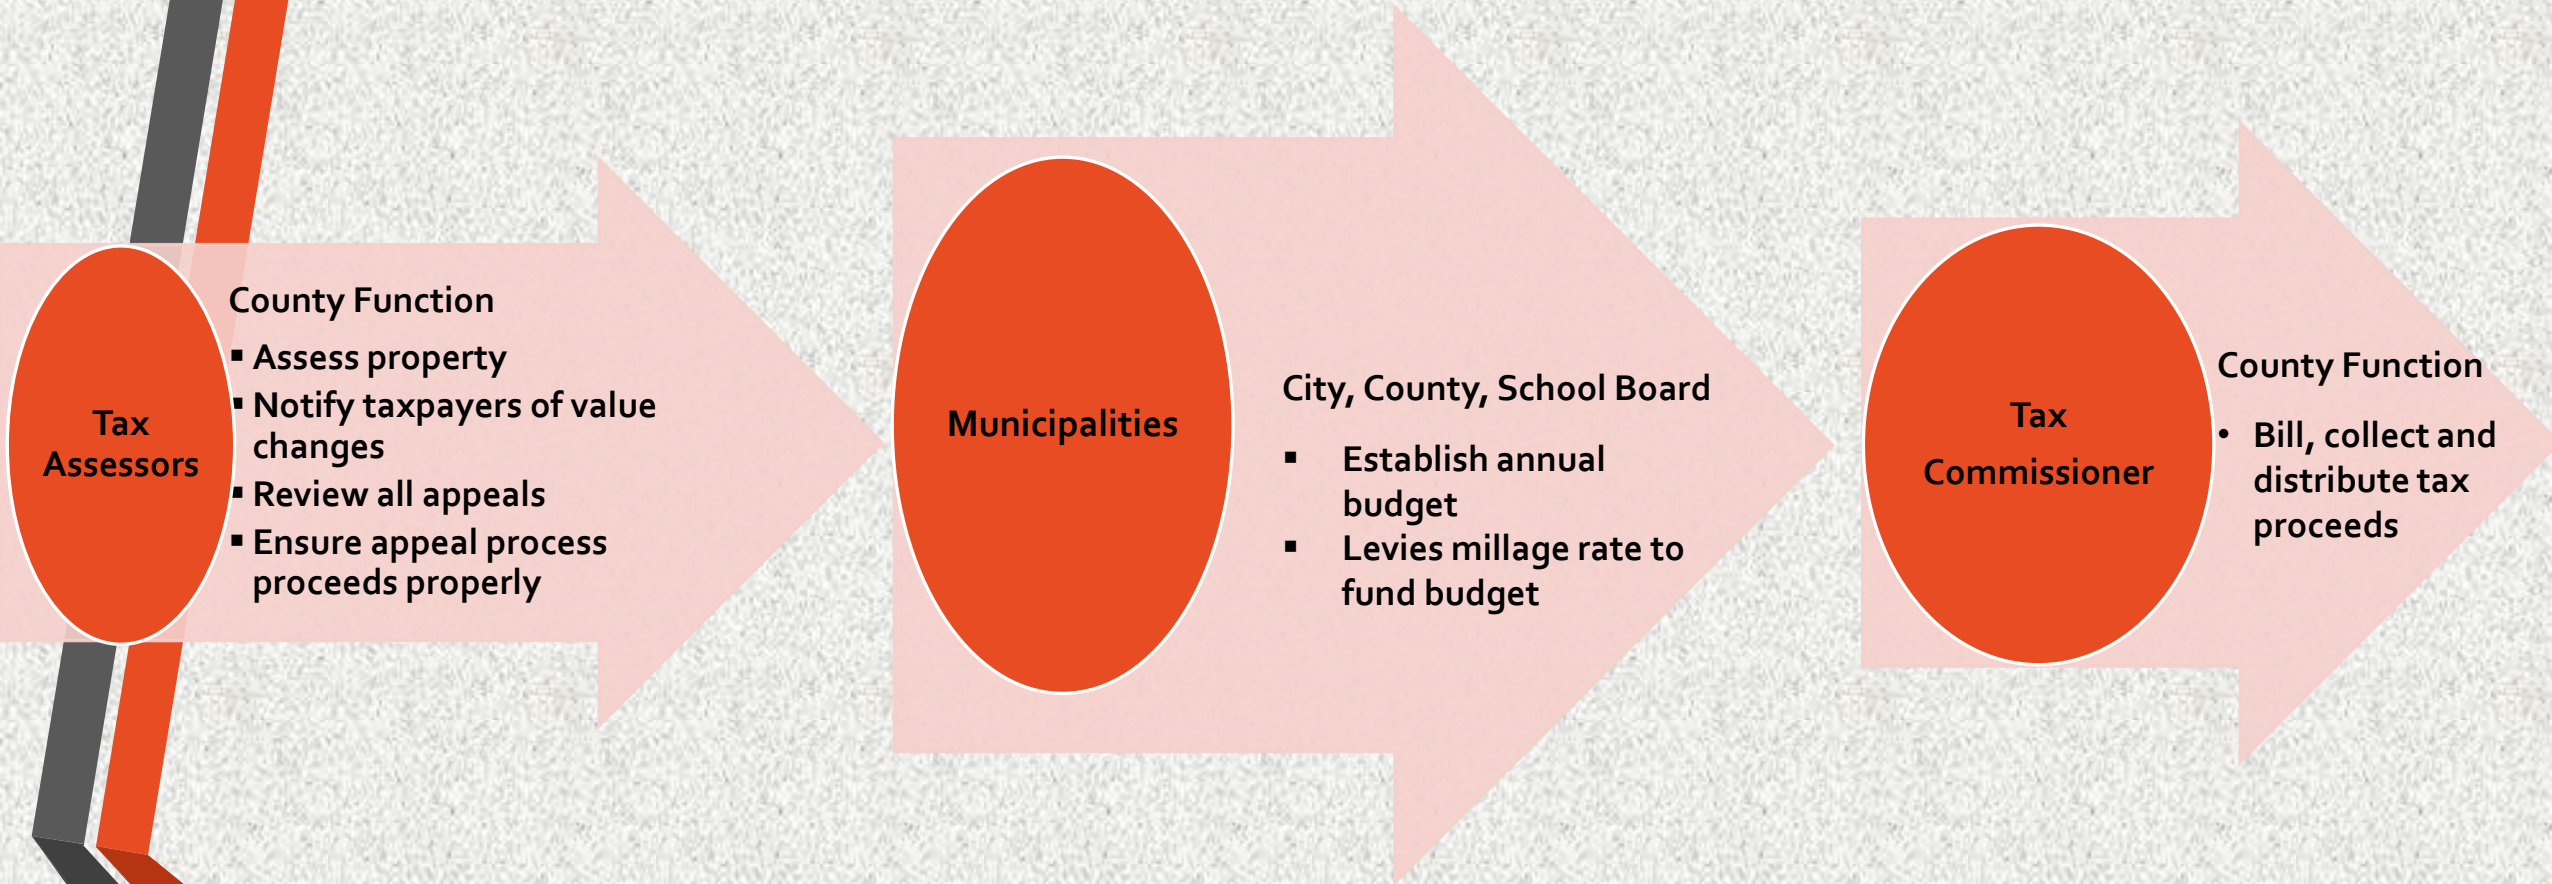 Tax
Assessors
County Function
▪ Assess property
▪ Notify taxpayers of value
changes
▪ Review all appeals
▪ Ensure appeal process
proceeds properly
Municipalities
City, County, School Board
▪ Establish annual
budget
▪ Levies millage rate to
fund budget
Tax
Commissioner
County Function
• Bill, collect and
distribute tax
proceeds